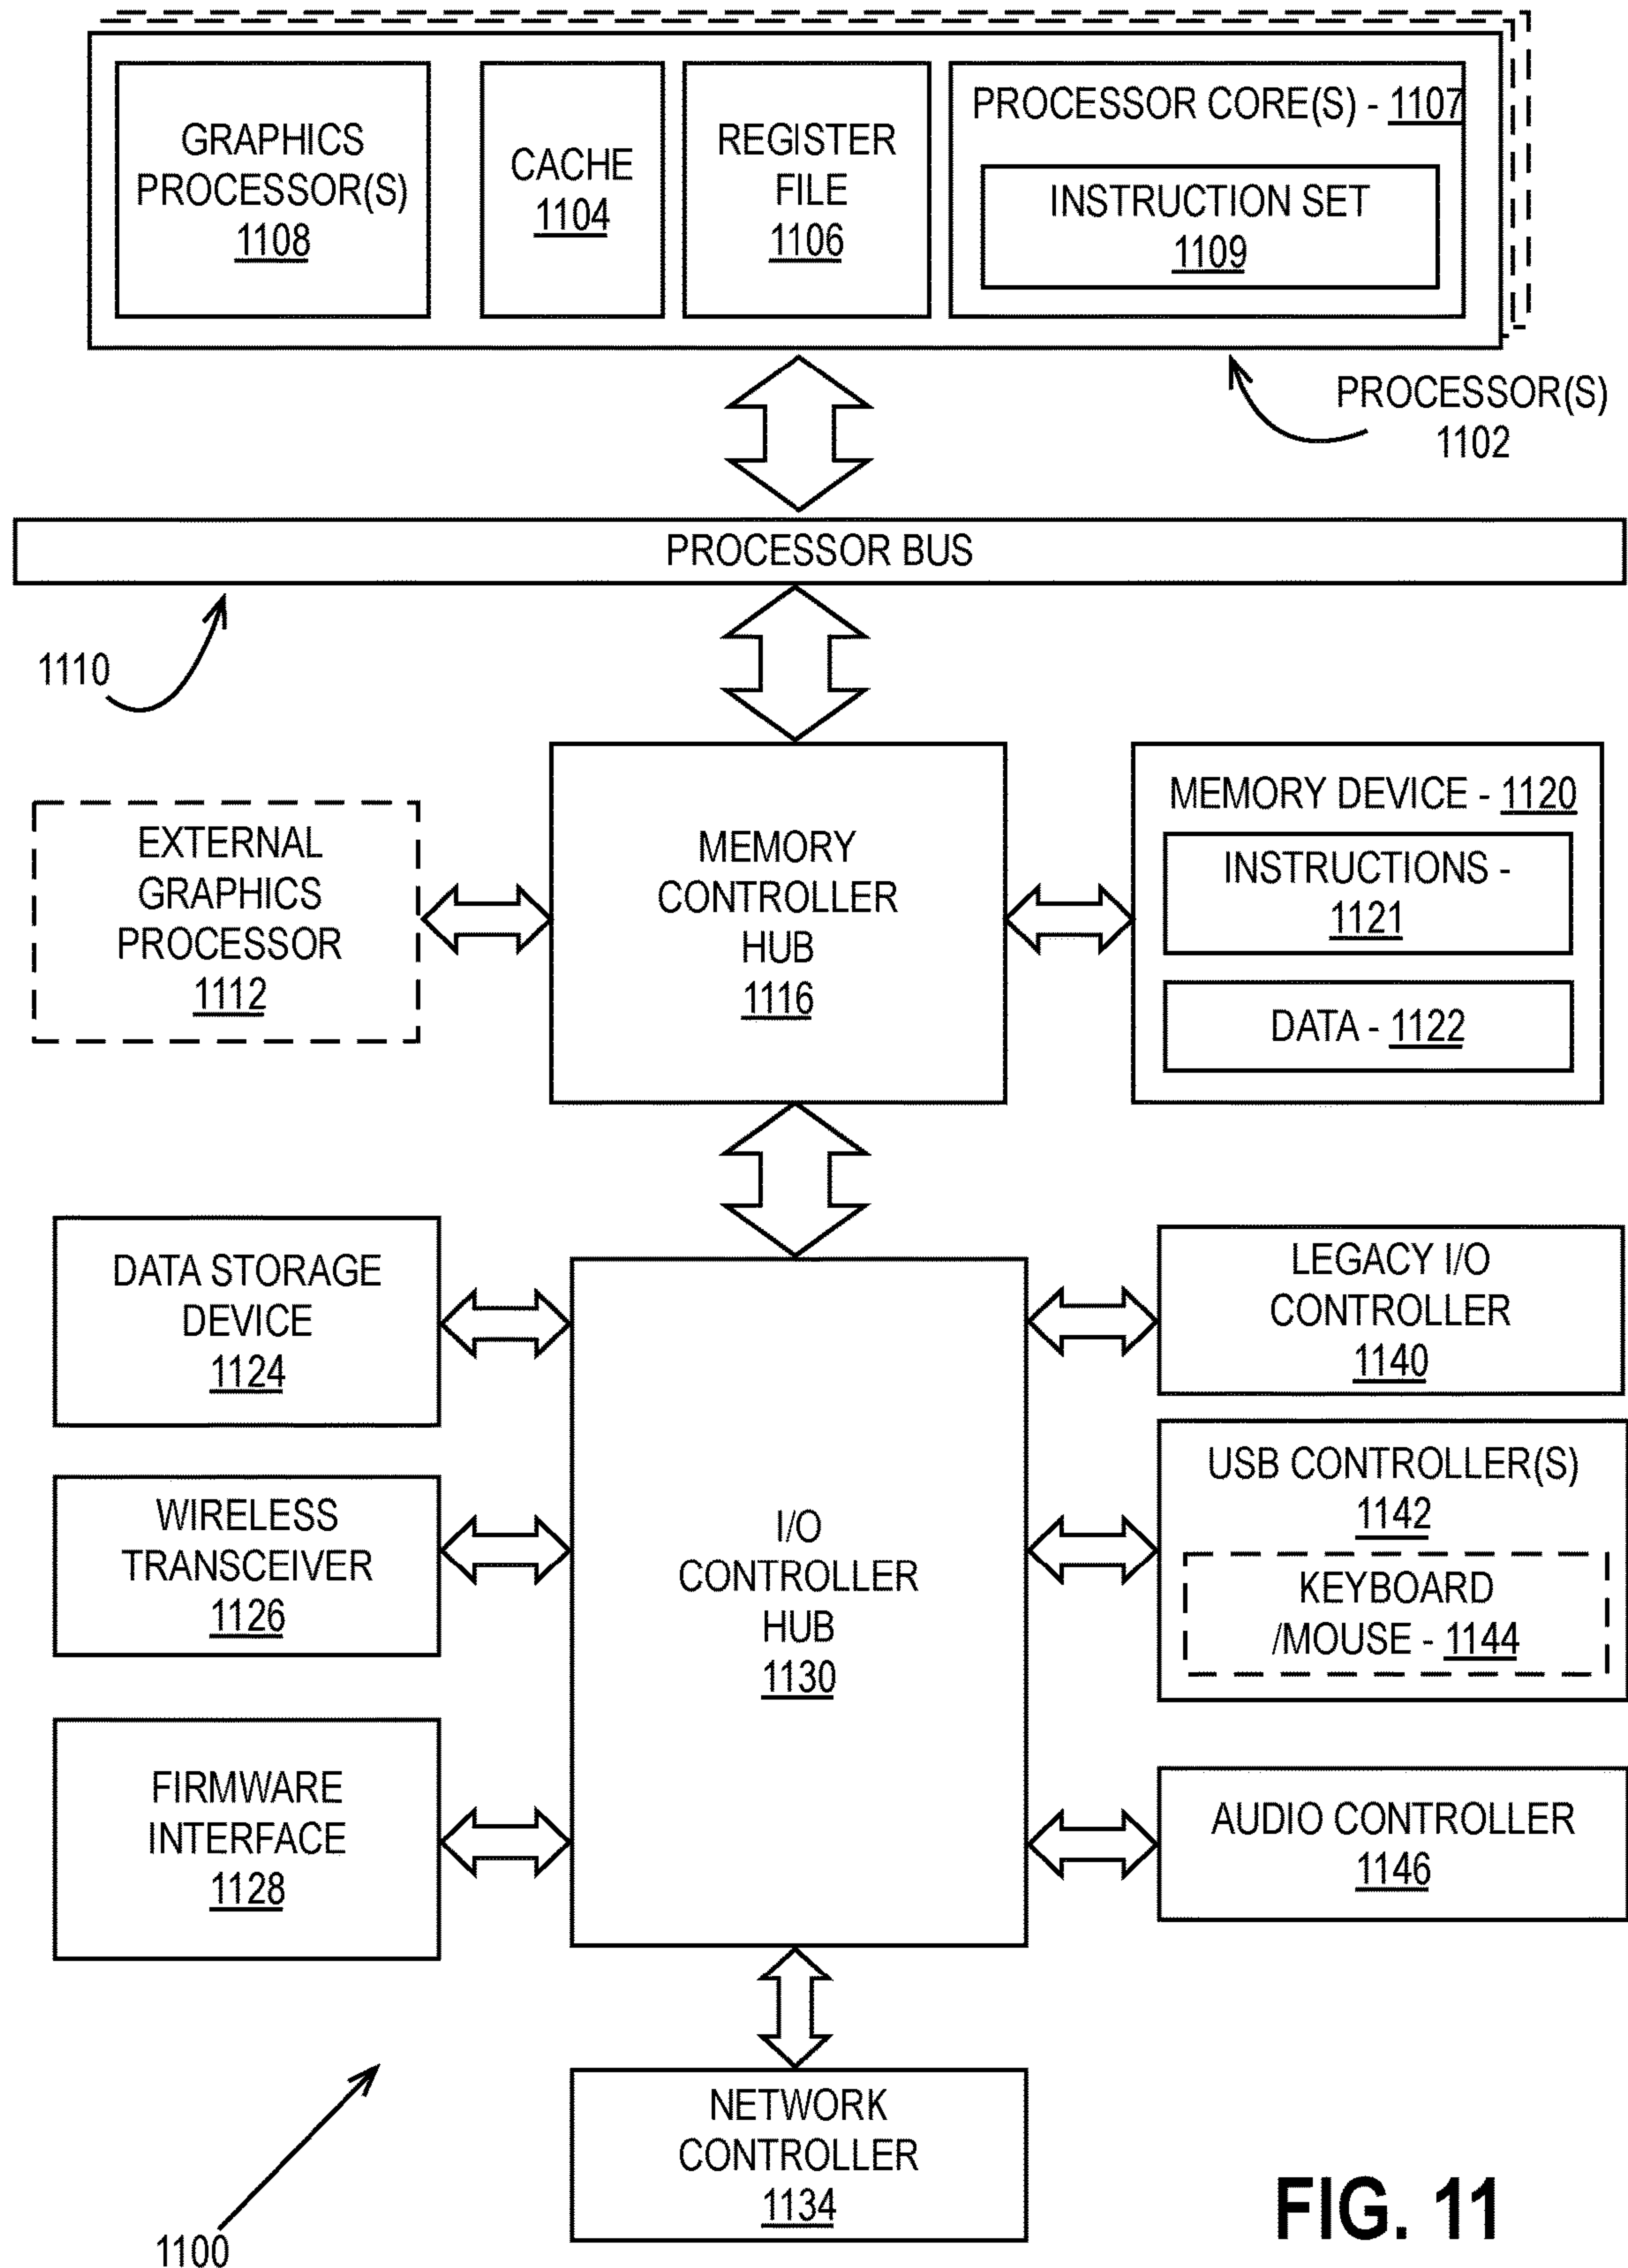 GRAPHICS
PROCESSOR(S)
1108
CACHE
1104
REGISTER
FILE
1106
PROCESSOR CORE(S) - 1107
INSTRUCTION SET
1109
PROCESSOR(S)
1102
PROCESSOR BUS
1110
EXTERNAL
GRAPHICS
PROCESSOR
1112
MEMORY
CONTROLLER
HUB
1116
MEMORY DEVICE - 1120
INSTRUCTIONS -
1121
DATA - 1122
DATA STORAGE
DEVICE
1124
WIRELESS
TRANSCEIVER
1126
FIRMWARE
INTERFACE
1128
I/O
CONTROLLER
HUB
1130
LEGACY I/O
CONTROLLER
1140
USB CONTROLLER(S)
1142
KEYBOARD
/MOUSE - 1144
AUDIO CONTROLLER
1146
NETWORK
CONTROLLER
1134
1100
FIG. 11